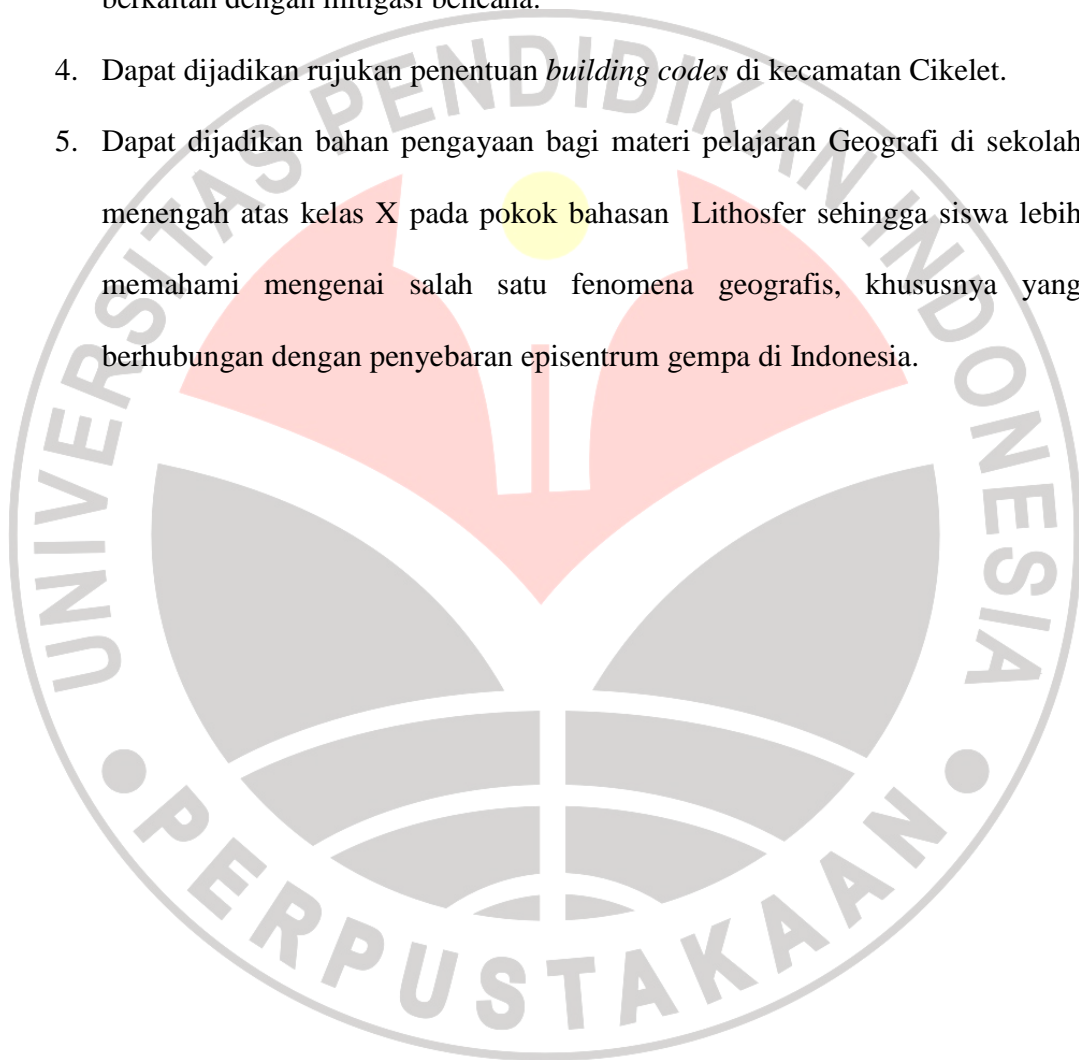 berkaitan dengan mitigasi bencana.
4. Dapat dijadikan rujukan penentuan building codes di kecamatan Cikelet.
5. Dapat dijadikan bahan pengayaan bagi materi pelajaran Geografi di sekolah
menengah atas kelas X pada pokok bahasan Lithosfer sehingga siswa lebih
memahami mengenai salah satu fenomena geografis, khususnya yang
berhubungan dengan penyebaran episentrum gempa di Indonesia.
UNIVERSITAS PENDIDIKAN INDONESIA
PERPUSTAKAAN